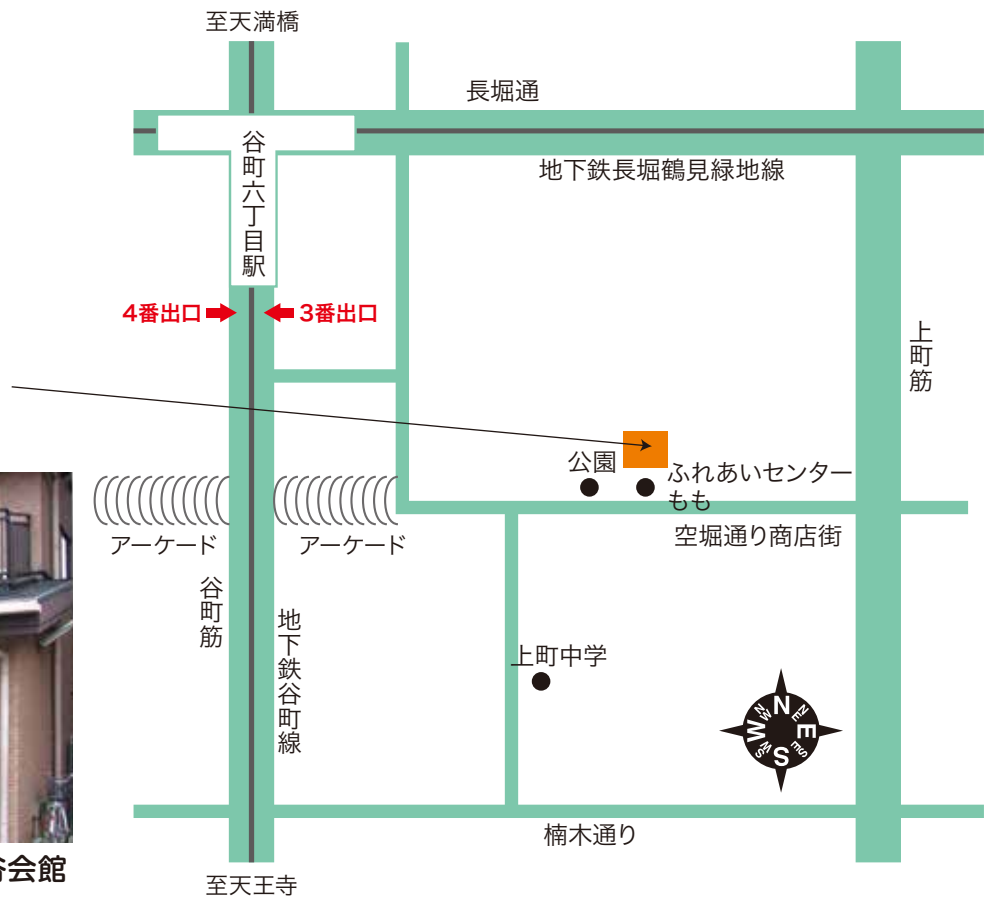 至天満橋
長堀通
谷町六丁目駅
地下鉄長堀鶴見緑地線
4番出口
3番出口
上町筋
公園
ふれあいセンター
もも
空堀通り商店街
アーケード
アーケード
谷町筋
地下鉄谷町線
上町中学
N
NE
E
ES
S
SW
W
NW
楠木通り
会館
至天王寺